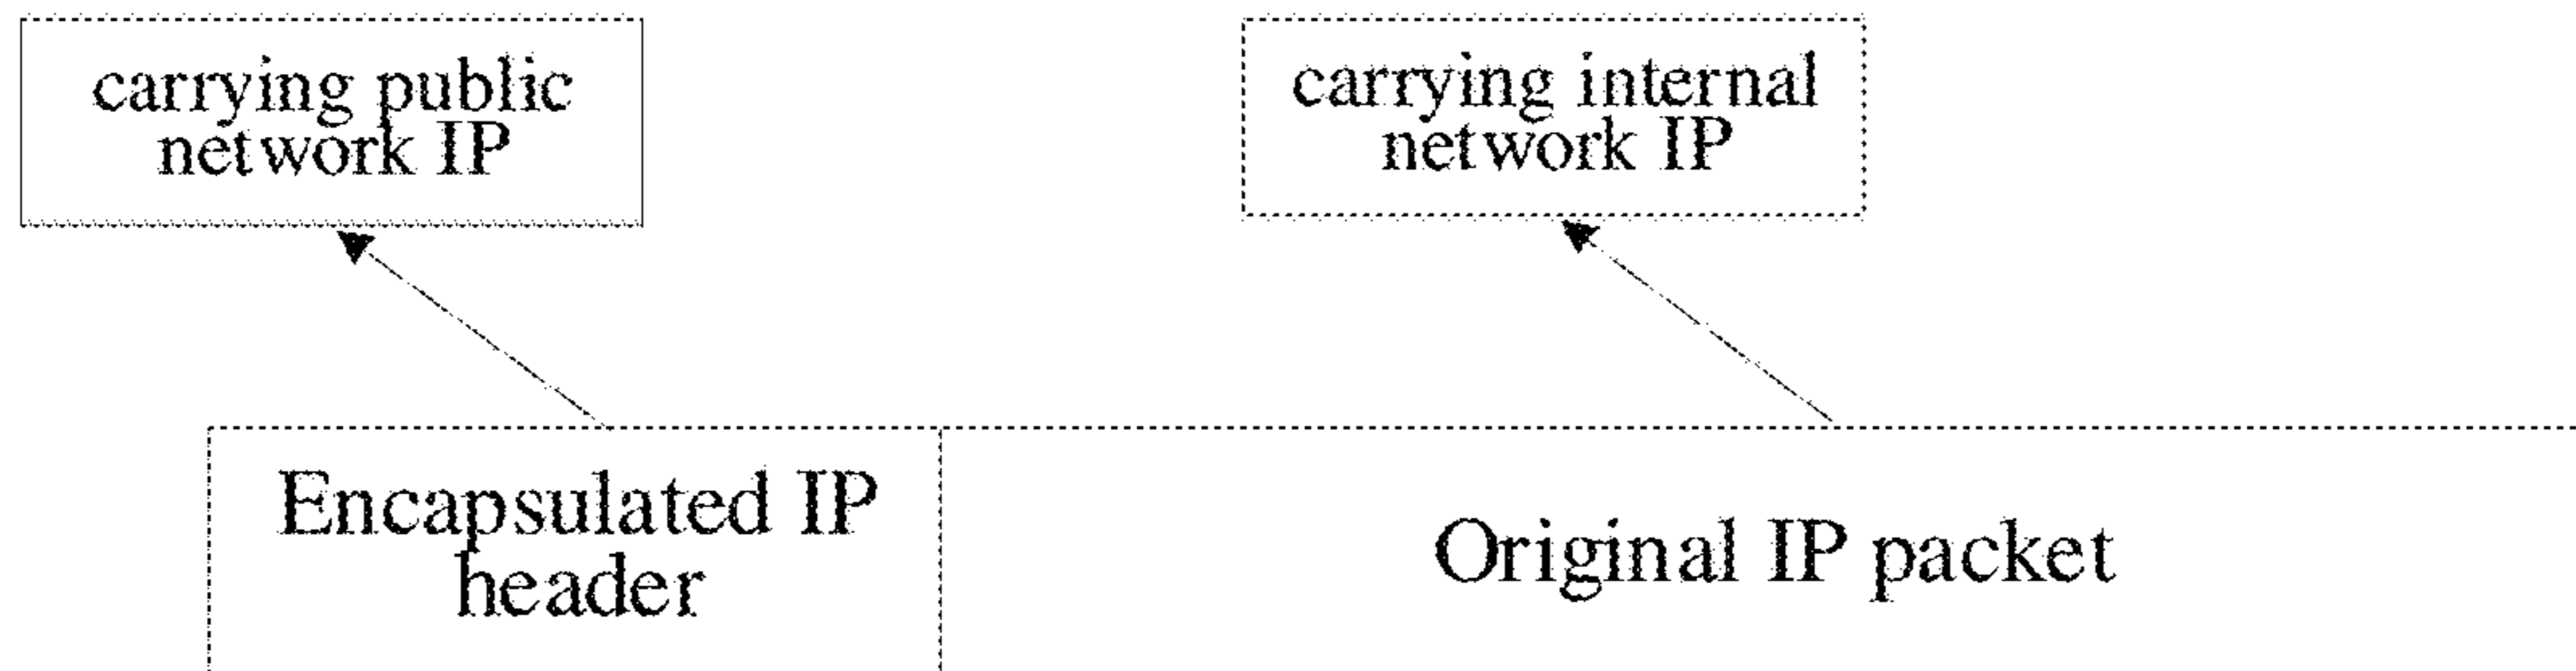 carrying public
network IP
carrying internal
network IP
Encapsulated IP
header
Original IP packet